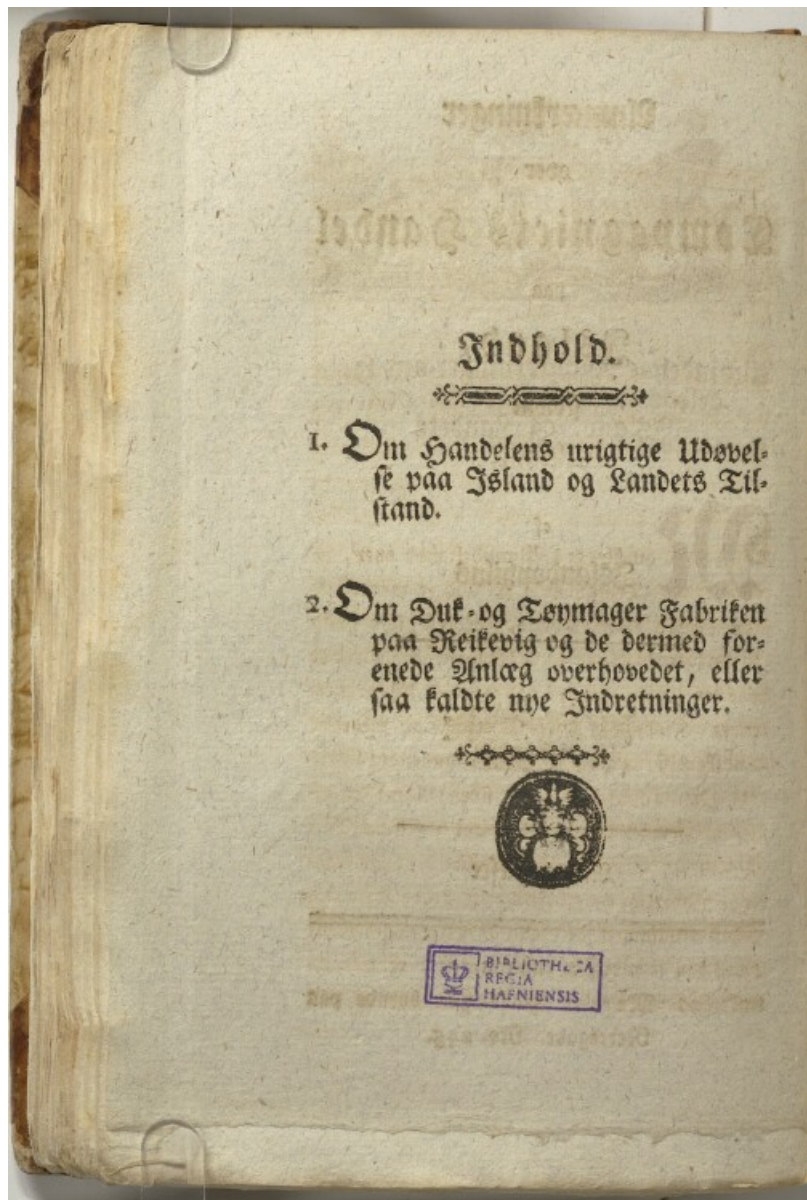 Indhold.
1. Om Handelens urigtige Udøvel-
se paa Island og Landets Til-
stand.
2. Om Duk- og Tøymager Fabriken
paa Reikevig og de dermed for-
enede Anlæg overhovedet, eller
saa kaldte nye Indretninger.
BIBLIOTHECA
REGIA
HAFNIENSIS